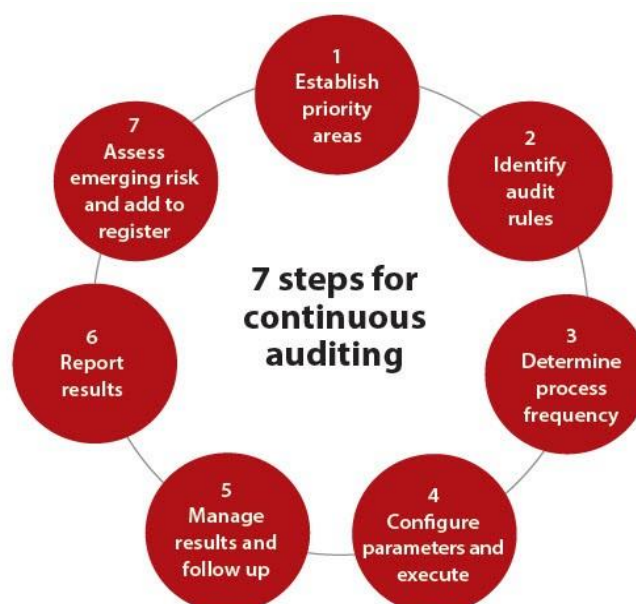 1
Establish
priority
areas
2
Identify
audit
rules
3
Determine
process
frequency
4
Configure
parameters and
execute
5
Manage
results and
follow up
6
Report
results
7
Assess
emerging risk
and add to
register
7 steps for
continuous
auditing